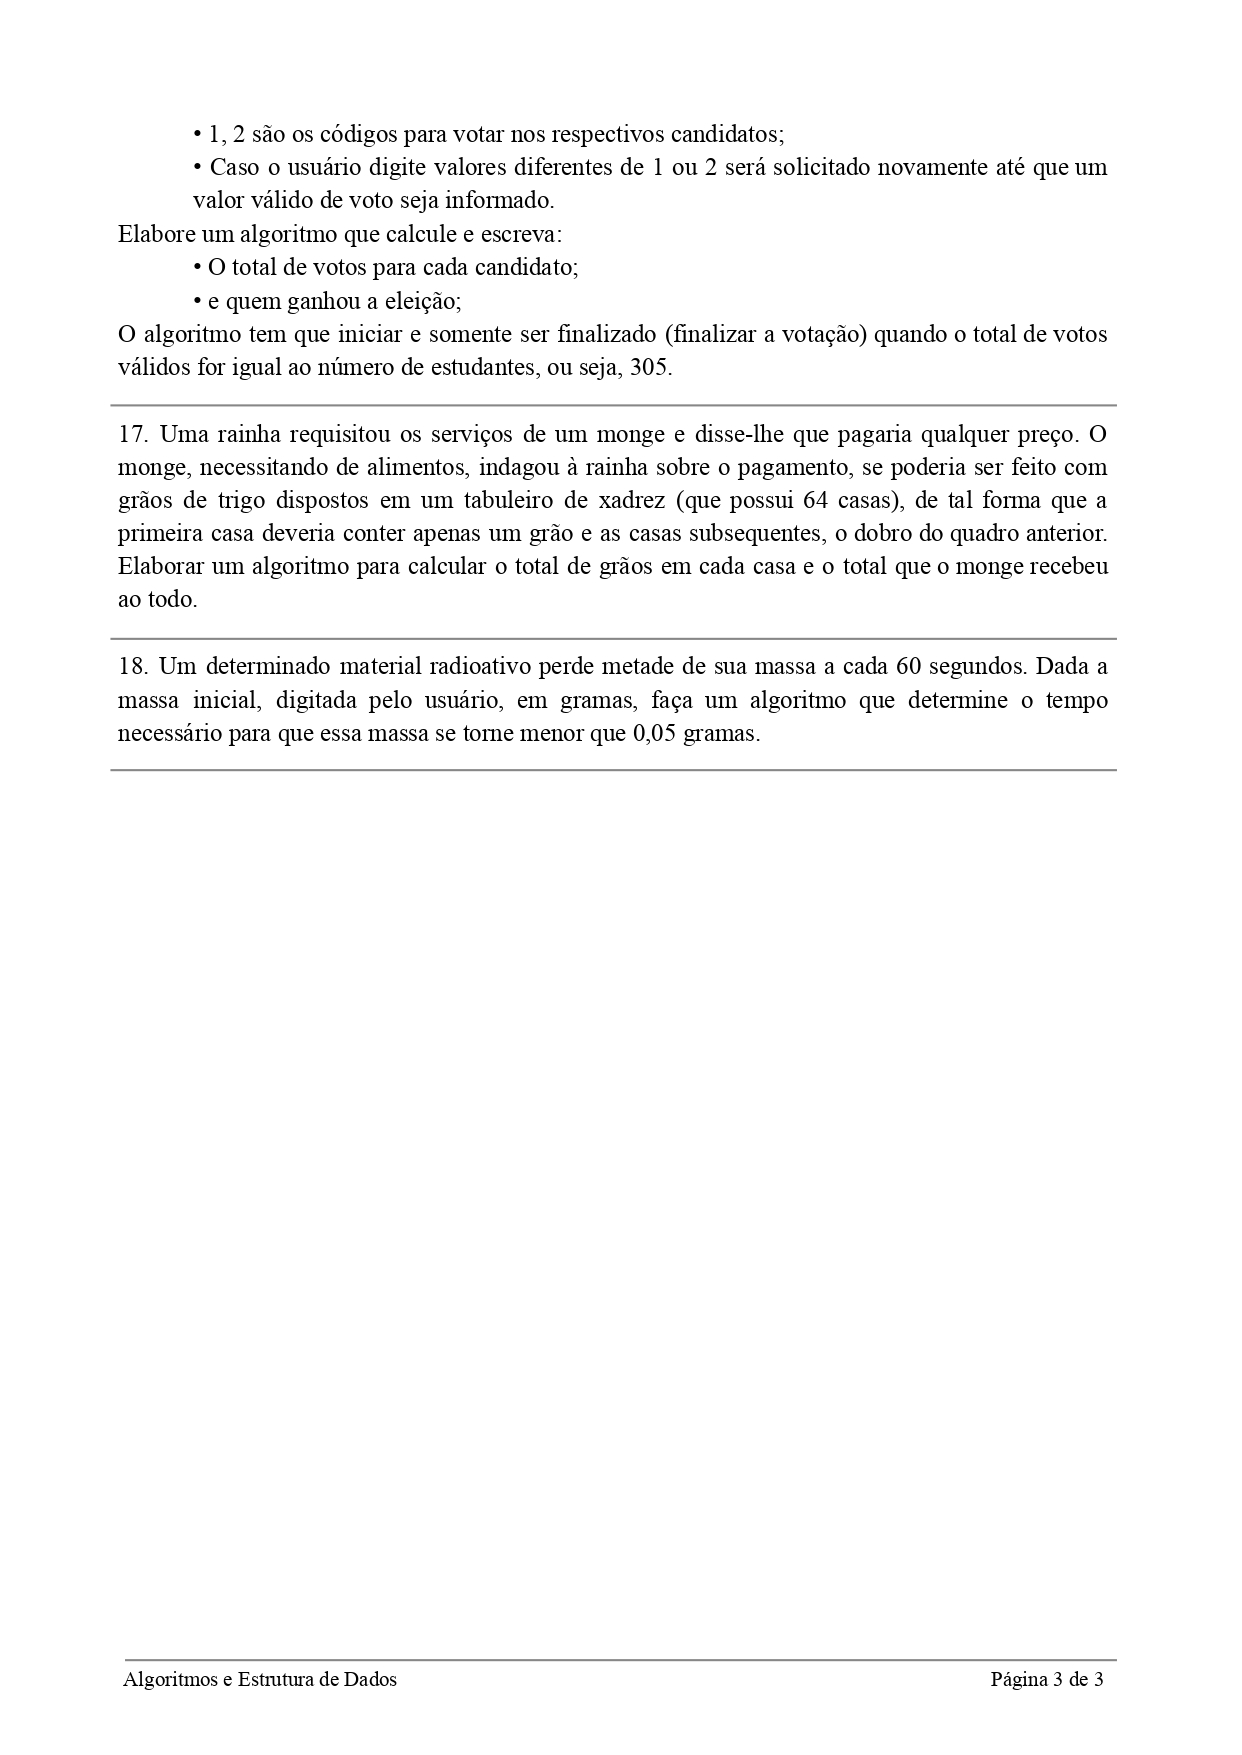 • 1, 2 são os códigos para votar nos respectivos candidatos;
• Caso o usuário digite valores diferentes de 1 ou 2 será solicitado novamente até que um
valor válido de voto seja informado.
Elabore um algoritmo que calcule e escreva:
• O total de votos para cada candidato;
• e quem ganhou a eleição;
O algoritmo tem que iniciar e somente ser finalizado (finalizar a votação) quando o total de votos
válidos for igual ao número de estudantes, ou seja, 305.
17. Uma rainha requisitou os serviços de um monge e disse-lhe que pagaria qualquer preço. O
monge, necessitando de alimentos, indagou à rainha sobre o pagamento, se poderia ser feito com
grãos de trigo dispostos em um tabuleiro de xadrez (que possui 64 casas), de tal forma que a
primeira casa deveria conter apenas um grão e as casas subsequentes, o dobro do quadro anterior.
Elaborar um algoritmo para calcular o total de grãos em cada casa e o total que o monge recebeu
ao todo.
18. Um determinado material radioativo perde metade de sua massa a cada 60 segundos. Dada a
massa inicial, digitada pelo usuário, em gramas, faça um algoritmo que determine o tempo
necessário para que essa massa se torne menor que 0,05 gramas.
Algoritmos e Estrutura de Dados
Página 3 de 3